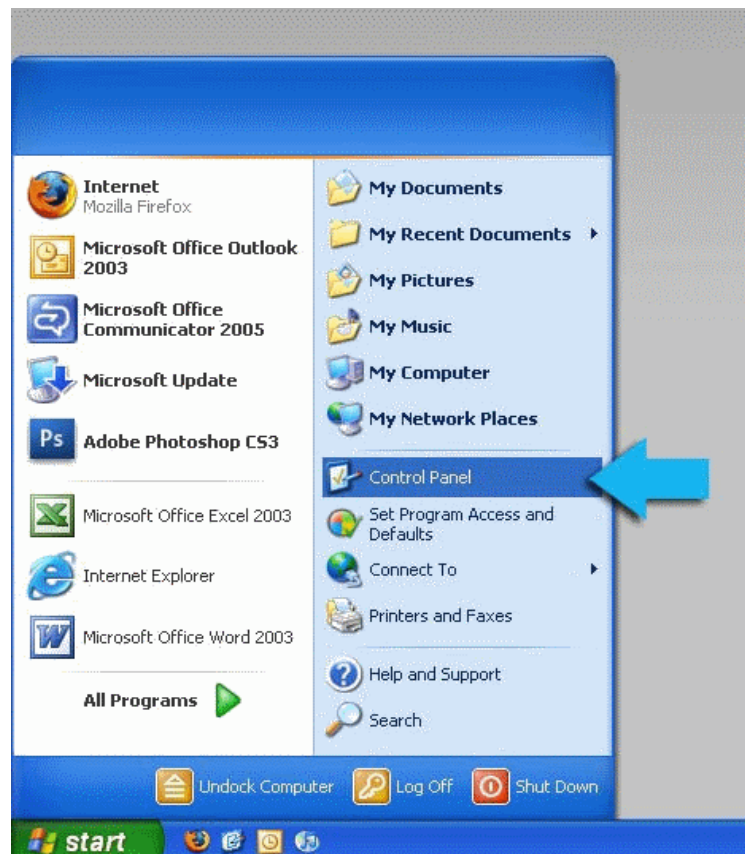 Internet
Mozilla Firefox
Microsoft Office Outlook
2003
Microsoft Office
Communicator 2005
Microsoft Update
Ps
Adobe Photoshop CS3
Microsoft Office Excel 2003
Internet Explorer
Microsoft Office Word 2003
All Programs
My Documents
My Recent Documents
My Pictures
My Music
My Computer
My Network Places
Control Panel
Set Program Access and
Defaults
Connect To
Printers and Faxes
Help and Support
Search
Undock Computer
Log Off
Shut Down
start